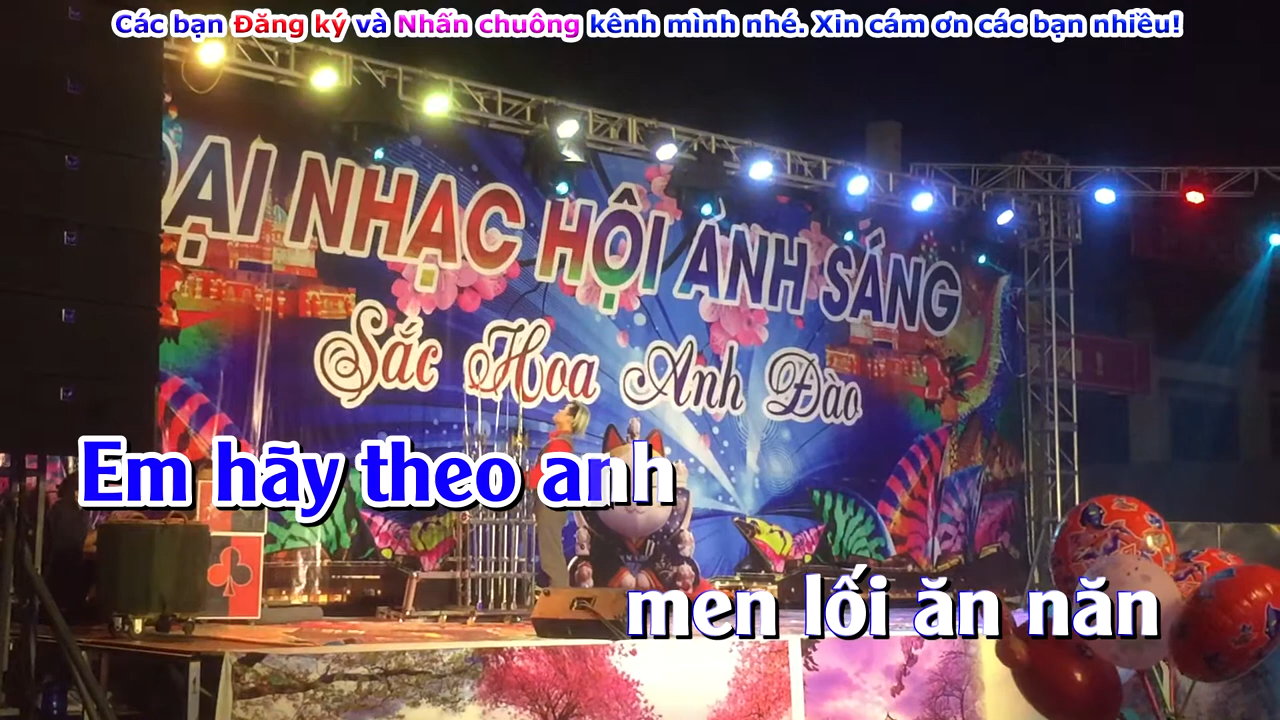 Các bạn Đăng ký và Nhấn chuông kênh mình nhé. Xin cám ơn các bạn nhiều!
ĐẠI NHẠC HỘI ÁNH SÁNG
Sắc Hoa Anh Đào
Em hãy theo anh
men lối ăn năn